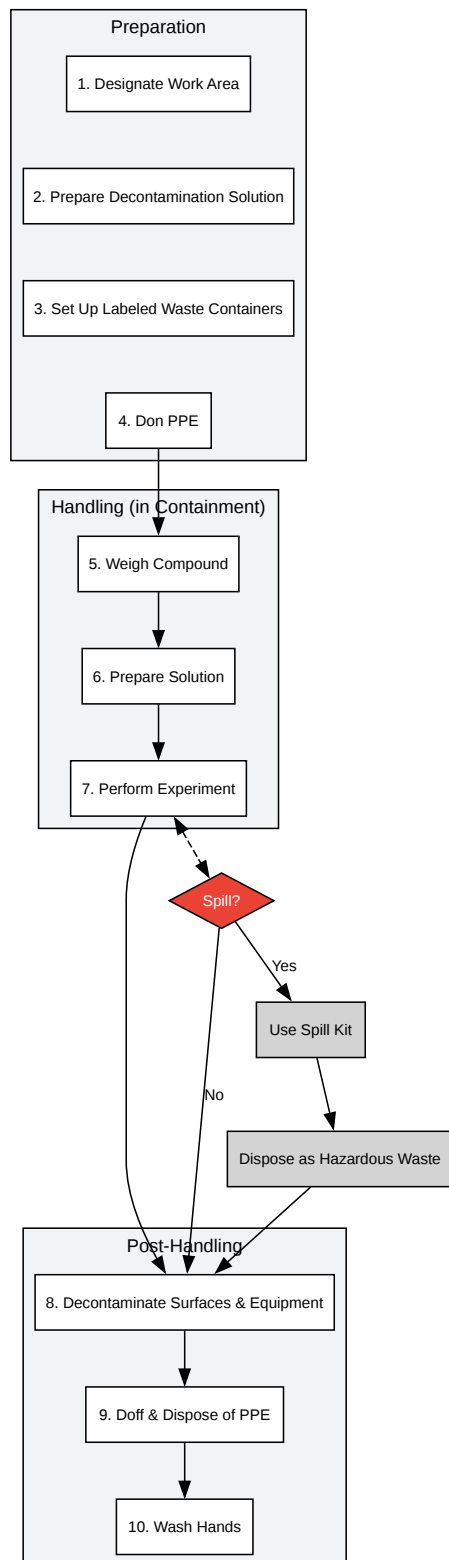 Preparation
1. Designate Work Area
2. Prepare Decontamination Solution
3. Set Up Labeled Waste Containers
4. Don PPE
Handling (in Containment)
5. Weigh Compound
6. Prepare Solution
7. Perform Experiment
Spill?
Yes
Use Spill Kit
No
Dispose as Hazardous Waste
Post-Handling
8. Decontaminate Surfaces & Equipment
9. Doff & Dispose of PPE
10. Wash Hands